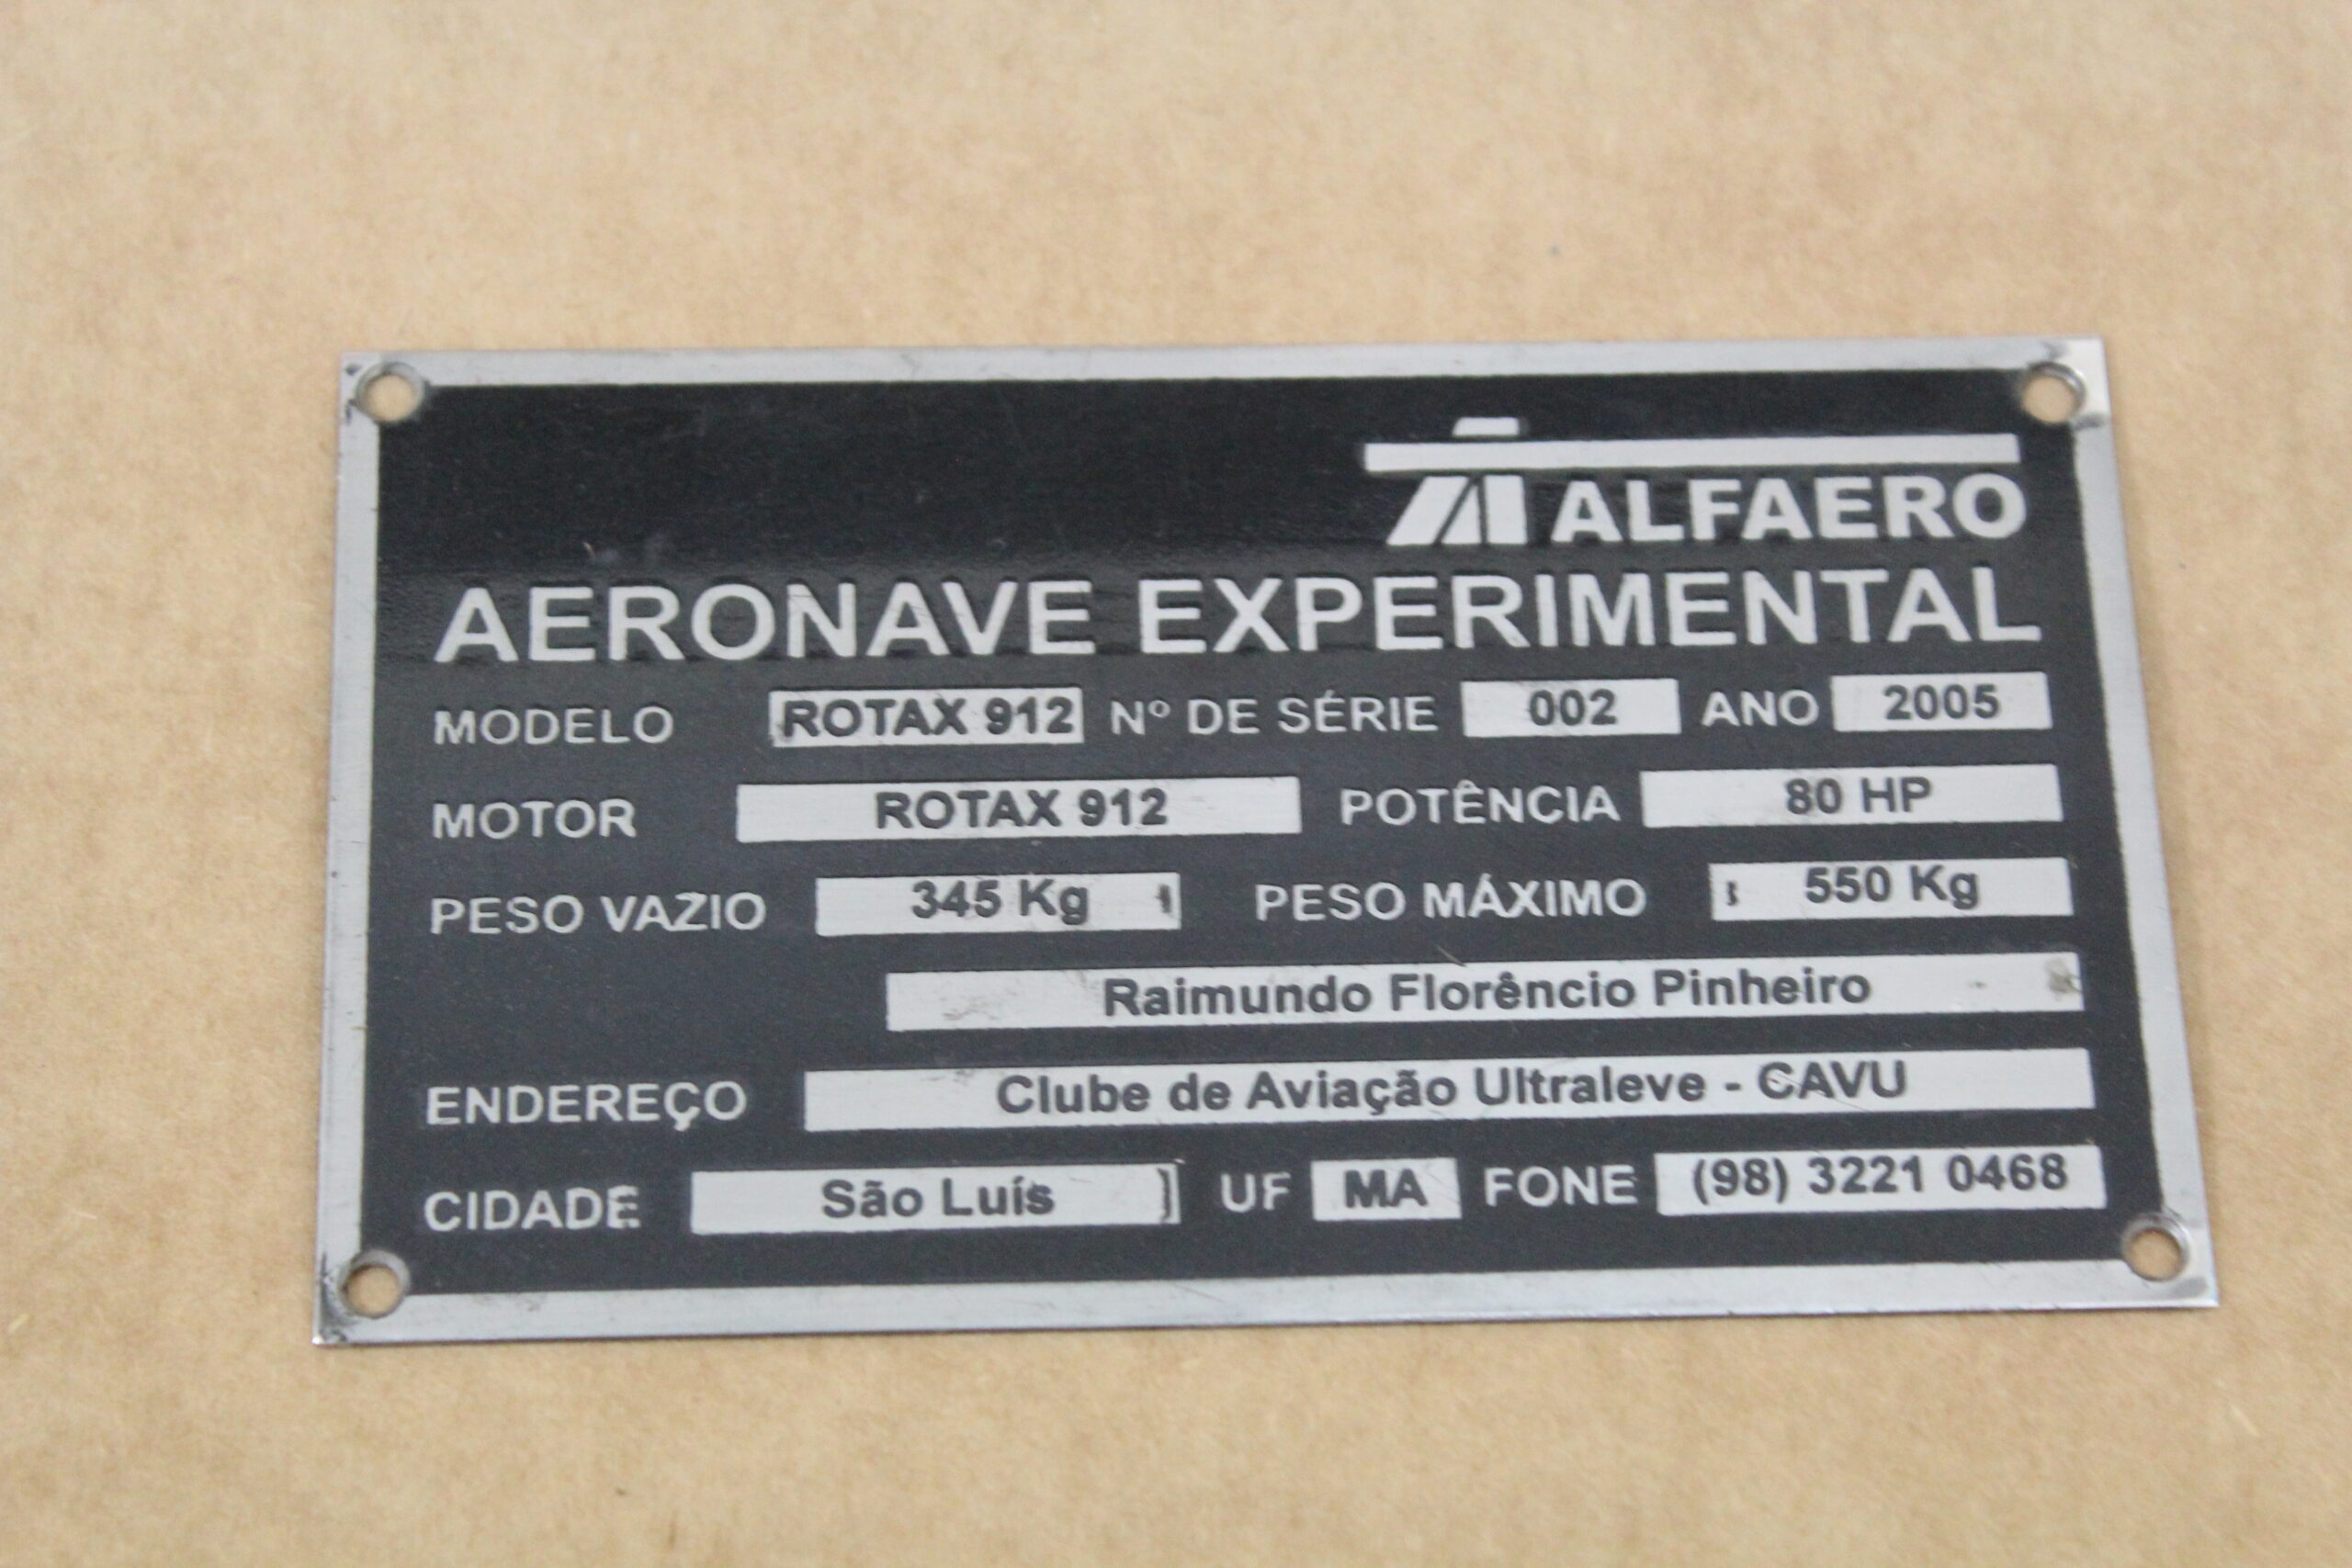 ALFAERO
AERONAVE EXPERIMENTAL
MODELO ROTAX 912 Nº DE SÉRIE 002 ANO 2005
MOTOR ROTAX 912 POTÊNCIA 80 HP
PESO VAZIO 345 Kg PESO MÁXIMO 550 Kg
Raimundo Florêncio Pinheiro
ENDEREÇO Clube de Aviação Ultraleve - CAVU
CIDADE São Luís UF MA FONE (98) 3221 0468